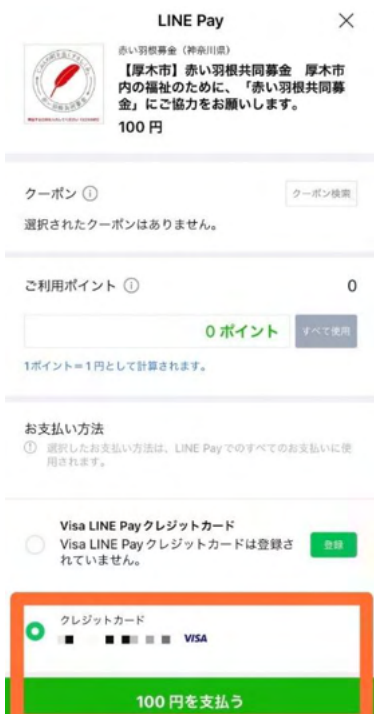 LINE Pay
赤い羽根募金（神奈川県）
【厚木市】赤い羽根共同募金　厚木市
内の福祉のために、「赤い羽根共同募
金」にご協力をお願いします。
100 円
クーポン
クーポン検索
選択されたクーポンはありません。
ご利用ポイント
0
0 ポイント
すべて使用
1ポイント＝1円として計算されます。
お支払い方法
選択したお支払い方法は、LINE Payでのすべてのお支払いに使
用されます。
Visa LINE Payクレジットカード
Visa LINE Payクレジットカードは登録さ
れていません。
登録
クレジットカード
VISA
100 円を支払う